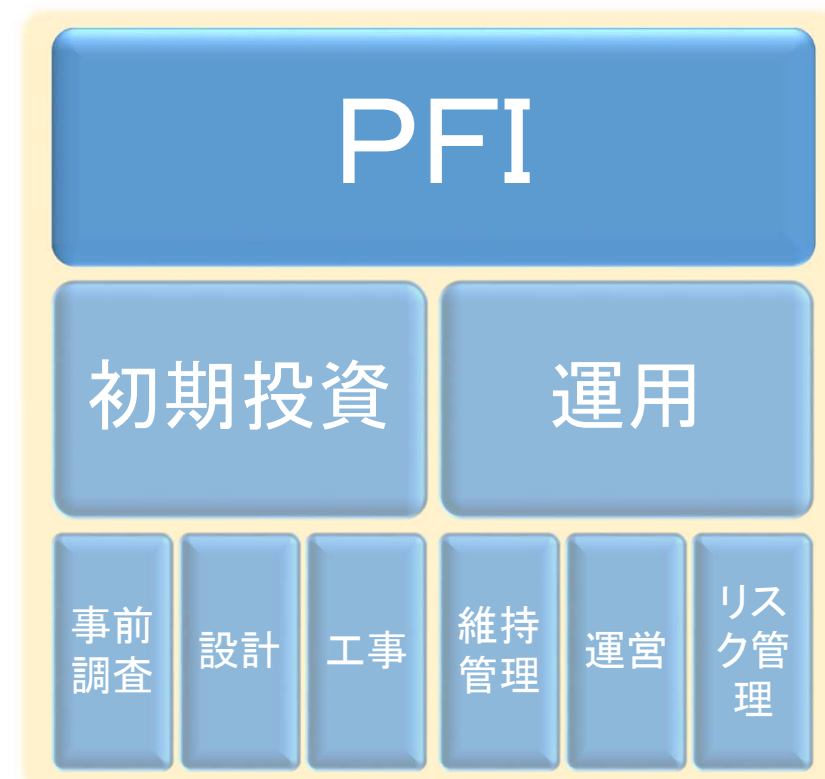 PFI
初期投資
運用
事前
調査
設計
工事
維持
管理
運営
リス
ク管
理